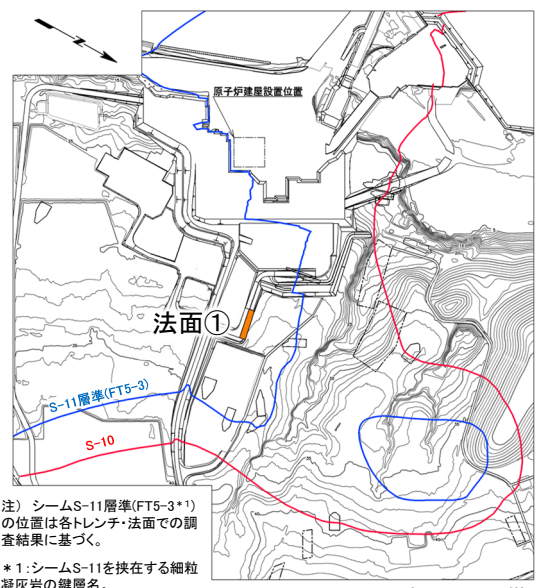 N
原子炉建屋設置位置
法面①
S-11層準(FT5-3)
S-10
注) シームS-11層準(FT5-3*1)
の位置は各トレンチ・法面での調
査結果に基づく。
*1:シームS-11を挟在する細粒
凝灰岩の鍵層名。